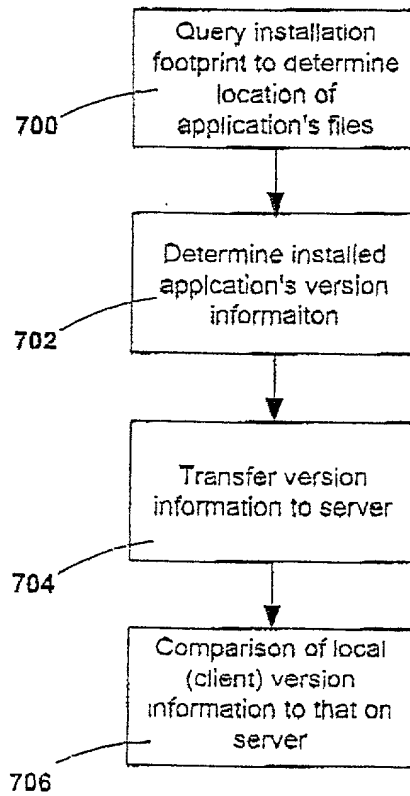 Query installation
footprint to determine
location of
application's files
700
Determine installed
applcation's version
informaiton
702
Transfer version
information to server
704
Comparison of local
(client) version
information to that on
server
706